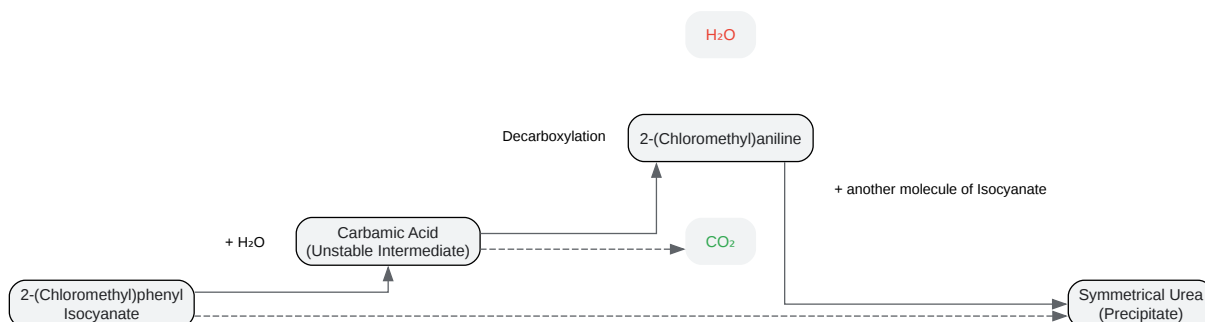 H₂O
Decarboxylation
2-(Chloromethyl)aniline
+ another molecule of Isocyanate
+ H₂O
Carbamic Acid
(Unstable Intermediate)
CO₂
2-(Chloromethyl)phenyl
Isocyanate
Symmetrical Urea
(Precipitate)